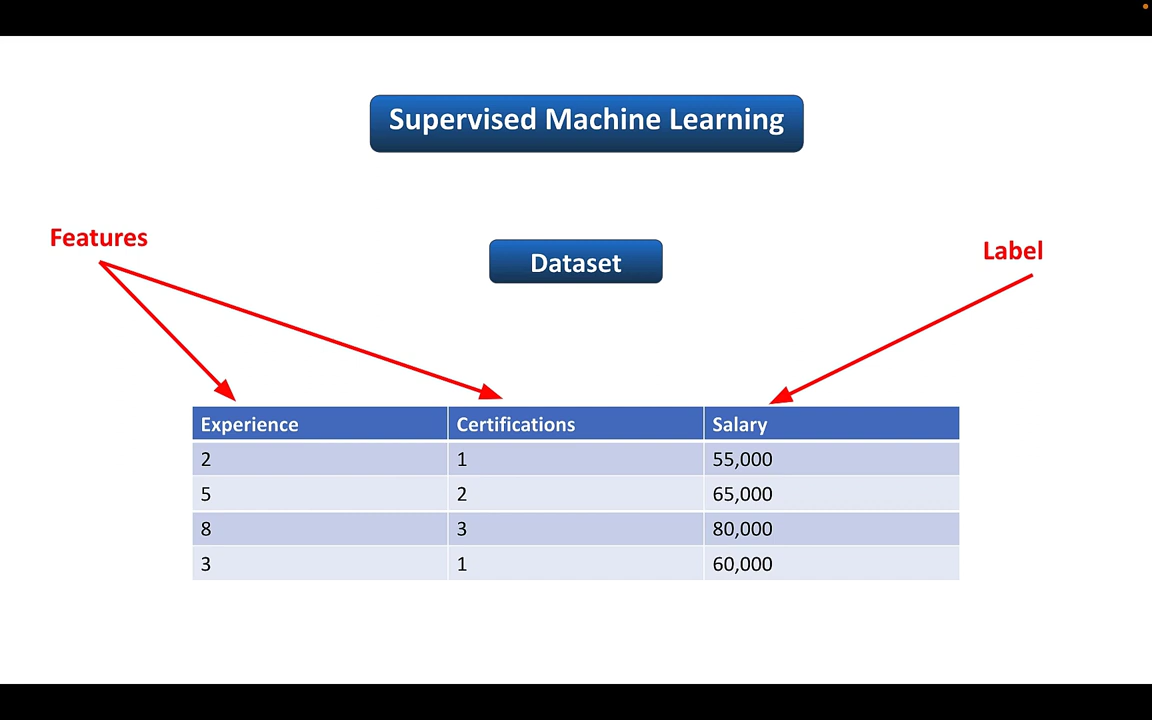 Supervised Machine Learning
Features
Dataset
Label
Experience Certifications Salary
2 1 55,000
5 2 65,000
8 3 80,000
3 1 60,000